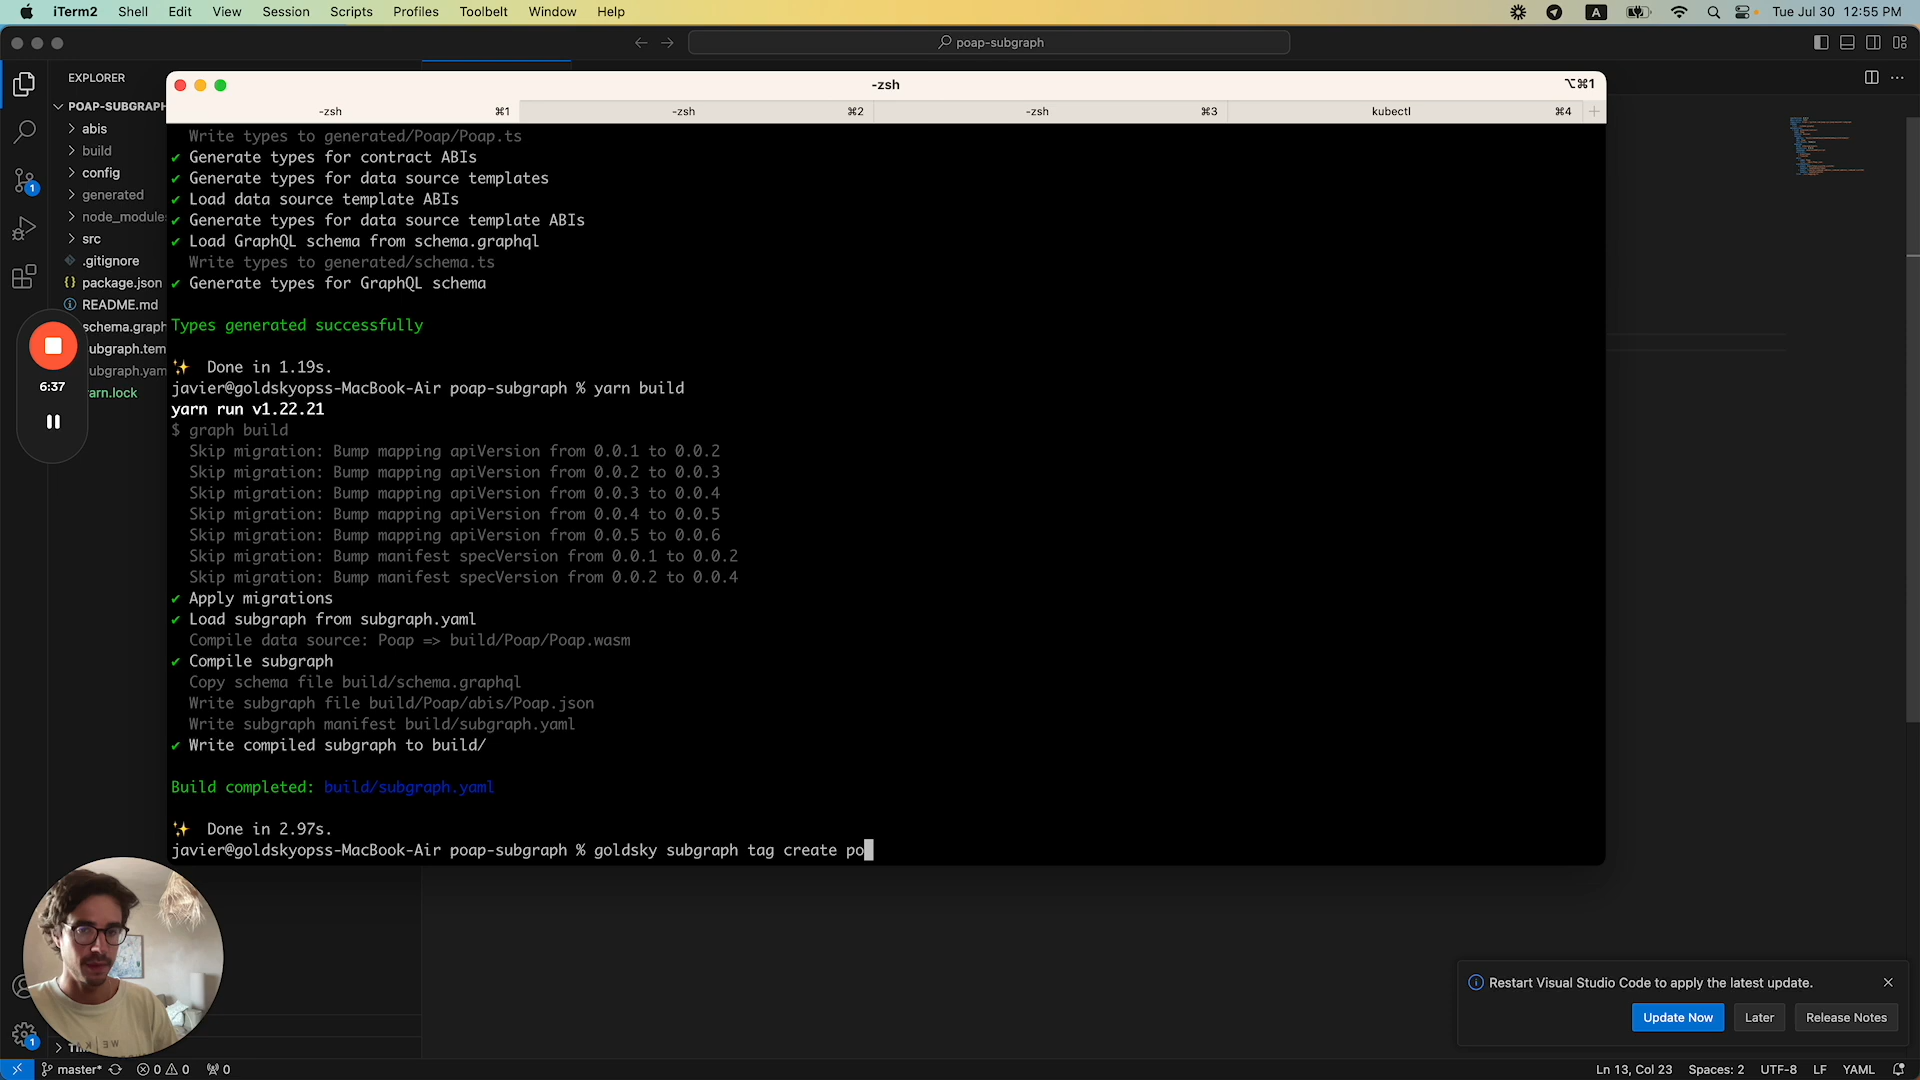 iTerm2 Shell Edit View Session Scripts Profiles Toolbelt Window Help
A
Tue Jul 30 12:55 PM
poap-subgraph
EXPLORER
POAP-SUBGRAPH
abis
build
config
generated
node_modules
src
.gitignore
package.json
README.md
schema.graph
ubgraph.tem
ubgraph.yam
arn.lock
1
6:37
1
-zsh
⌥⌘1
-zsh ⌘1 -zsh ⌘2 -zsh ⌘3 kubectl ⌘4 +
Write types to generated/Poap/Poap.ts
✔ Generate types for contract ABIs
✔ Generate types for data source templates
✔ Load data source template ABIs
✔ Generate types for data source template ABIs
✔ Load GraphQL schema from schema.graphql
Write types to generated/schema.ts
✔ Generate types for GraphQL schema
Types generated successfully
✨ Done in 1.19s.
javier@goldskyopss-MacBook-Air poap-subgraph % yarn build
yarn run v1.22.21
$ graph build
Skip migration: Bump mapping apiVersion from 0.0.1 to 0.0.2
Skip migration: Bump mapping apiVersion from 0.0.2 to 0.0.3
Skip migration: Bump mapping apiVersion from 0.0.3 to 0.0.4
Skip migration: Bump mapping apiVersion from 0.0.4 to 0.0.5
Skip migration: Bump mapping apiVersion from 0.0.5 to 0.0.6
Skip migration: Bump manifest specVersion from 0.0.1 to 0.0.2
Skip migration: Bump manifest specVersion from 0.0.2 to 0.0.4
✔ Apply migrations
✔ Load subgraph from subgraph.yaml
Compile data source: Poap => build/Poap/Poap.wasm
✔ Compile subgraph
Copy schema file build/schema.graphql
Write subgraph file build/Poap/abis/Poap.json
Write subgraph manifest build/subgraph.yaml
✔ Write compiled subgraph to build/
Build completed: build/subgraph.yaml
✨ Done in 2.97s.
javier@goldskyopss-MacBook-Air poap-subgraph % goldsky subgraph tag create po
Restart Visual Studio Code to apply the latest update.
Update Now Later Release Notes
master* 0 0 0
Ln 13, Col 23 Spaces: 2 UTF-8 LF YAML